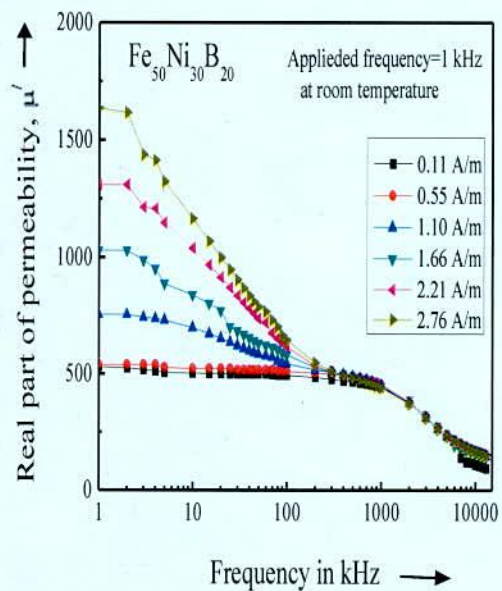 Real part of permeability, μ/
2000
1500
1000
500
0
Fe50Ni30B20
Applieded frequency=1 kHz
at room temperature
0.11 A/m
0.55 A/m
1.10 A/m
1.66 A/m
2.21 A/m
2.76 A/m
1 10 100 1000 10000
Frequency in kHz